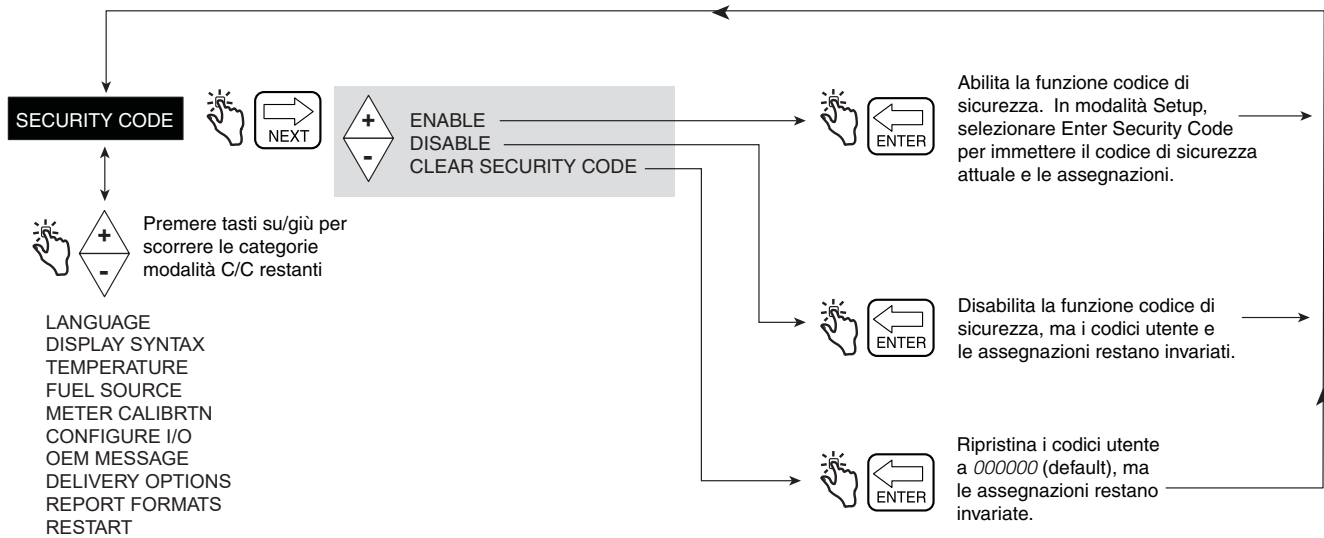 SECURITY CODE
NEXT
+
-
ENABLE
DISABLE
CLEAR SECURITY CODE
ENTER
Abilita la funzione codice di
sicurezza. In modalità Setup,
selezionare Enter Security Code
per immettere il codice di sicurezza
attuale e le assegnazioni.
+
-
Premere tasti su/giù per
scorrere le categorie
modalità C/C restanti
LANGUAGE
DISPLAY SYNTAX
TEMPERATURE
FUEL SOURCE
METER CALIBRTN
CONFIGURE I/O
OEM MESSAGE
DELIVERY OPTIONS
REPORT FORMATS
RESTART
ENTER
Disabilita la funzione codice di
sicurezza, ma i codici utente e
le assegnazioni restano invariati.
ENTER
Ripristina i codici utente
a 000000 (default), ma
le assegnazioni restano
invariate.